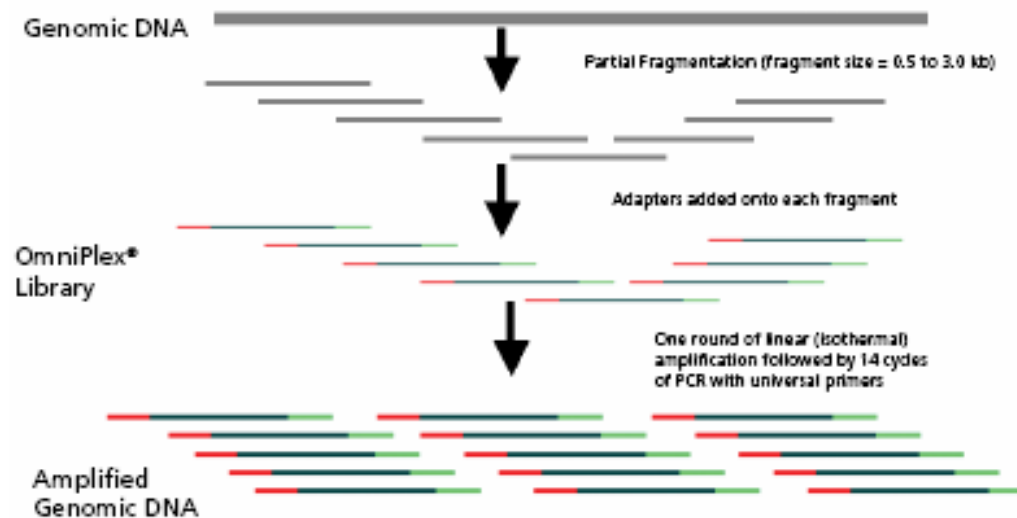 Genomic DNA
Partial Fragmentation (fragment size = 0.5 to 3.0 kb)
Adapters added onto each fragment
OmniPlex®
Library
One round of linear (isothermal)
amplification followed by 14 cycles
of PCR with universal primers
Amplified
Genomic DNA